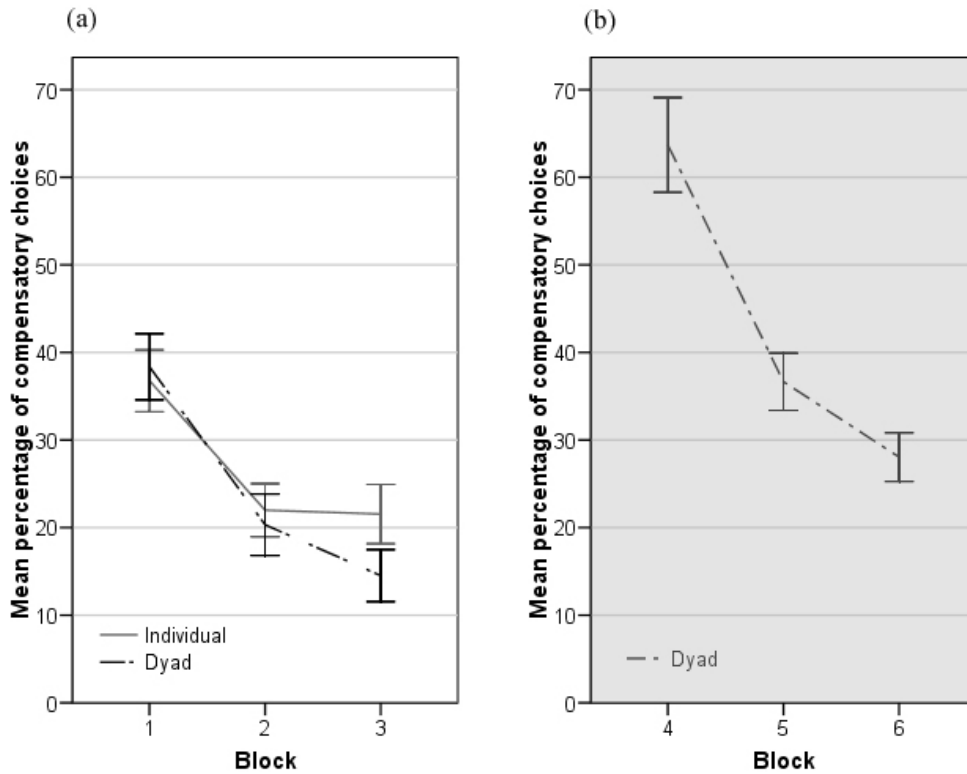 (a)
Mean percentage of compensatory choices
70
60
50
40
30
20
10
0
Individual
Dyad
1 2 3
Block
(b)
Mean percentage of compensatory choices
70
60
50
40
30
20
10
0
Dyad
4 5 6
Block